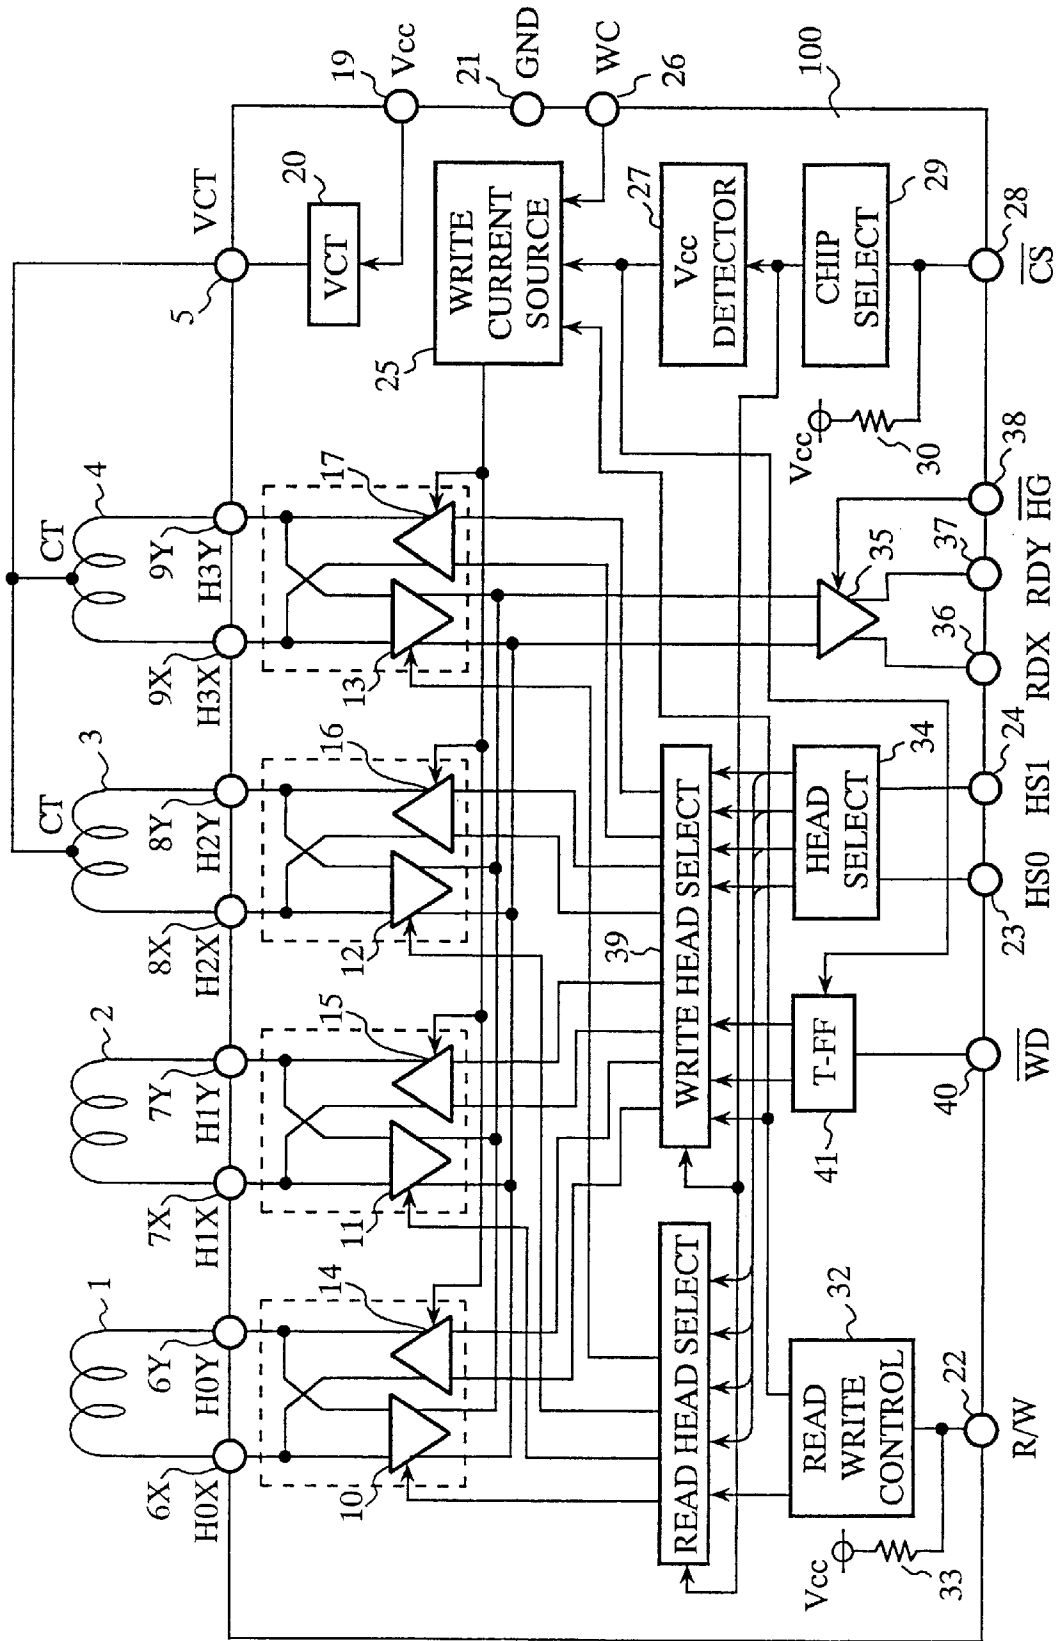 1
2
3
CT
4
CT
6X
H0X
6Y
H0Y
7X
H1X
7Y
H1Y
8X
H2X
8Y
H2Y
9X
H3X
9Y
H3Y
5
VCT
10
14
11
15
12
16
13
17
VCT
20
19
Vcc
21
GND
WC
26
25
WRITE
CURRENT
SOURCE
READ HEAD SELECT
39
WRITE HEAD SELECT
27
Vcc
DETECTOR
Vcc
33
READ
WRITE
CONTROL
32
41
T-FF
HEAD
SELECT
34
35
Vcc
30
CHIP
SELECT
29
100
22
R/W
40
W̅D̅
23
HS0
24
HS1
36
RDX
37
RDY
38
H̅G̅
28
C̅S̅